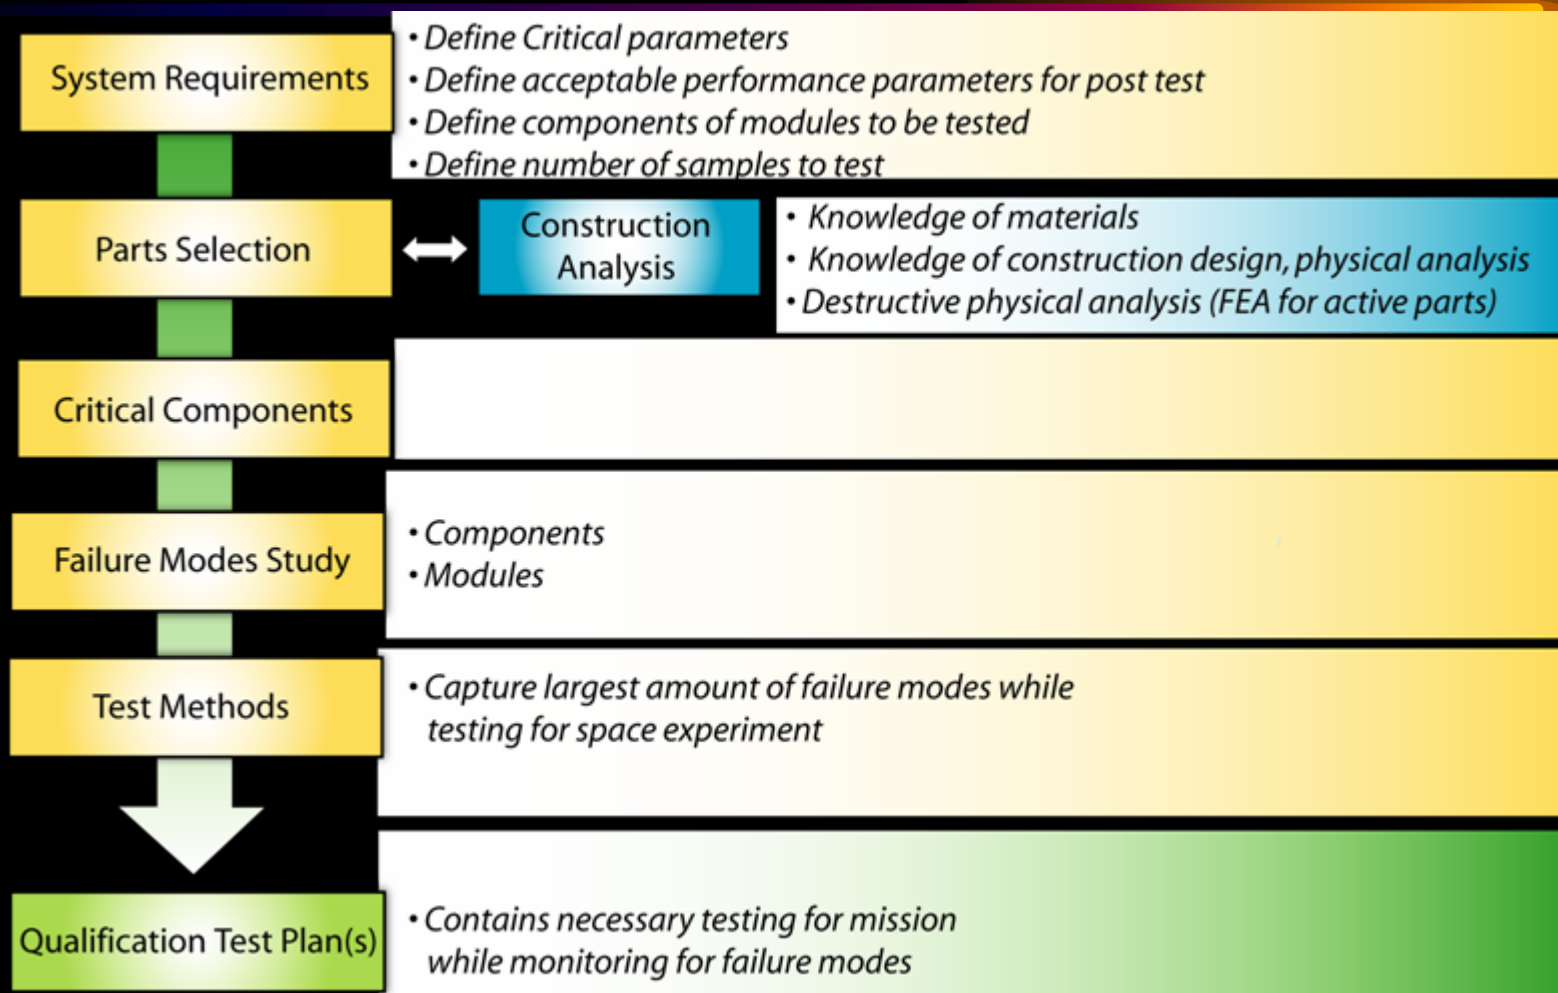 System Requirements
• Define Critical parameters
• Define acceptable performance parameters for post test
• Define components of modules to be tested
• Define number of samples to test
Parts Selection
Construction
Analysis
• Knowledge of materials
• Knowledge of construction design, physical analysis
• Destructive physical analysis (FEA for active parts)
Critical Components
Failure Modes Study
• Components
• Modules
Test Methods
• Capture largest amount of failure modes while
testing for space experiment
Qualification Test Plan(s)
• Contains necessary testing for mission
while monitoring for failure modes